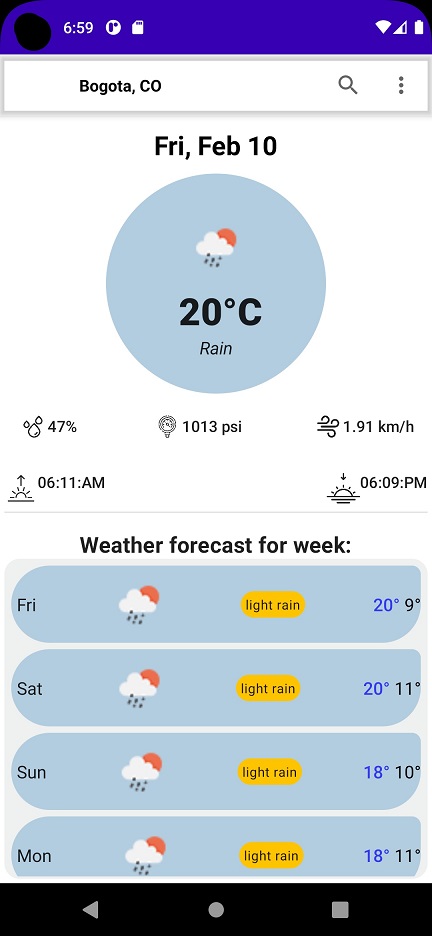 6:59
Bogota, CO
Fri, Feb 10
20°C
Rain
47% 1013 psi 1.91 km/h
06:11:AM 06:09:PM
Weather forecast for week:
Fri light rain 20° 9°
Sat light rain 20° 11°
Sun light rain 18° 10°
Mon light rain 18° 11°